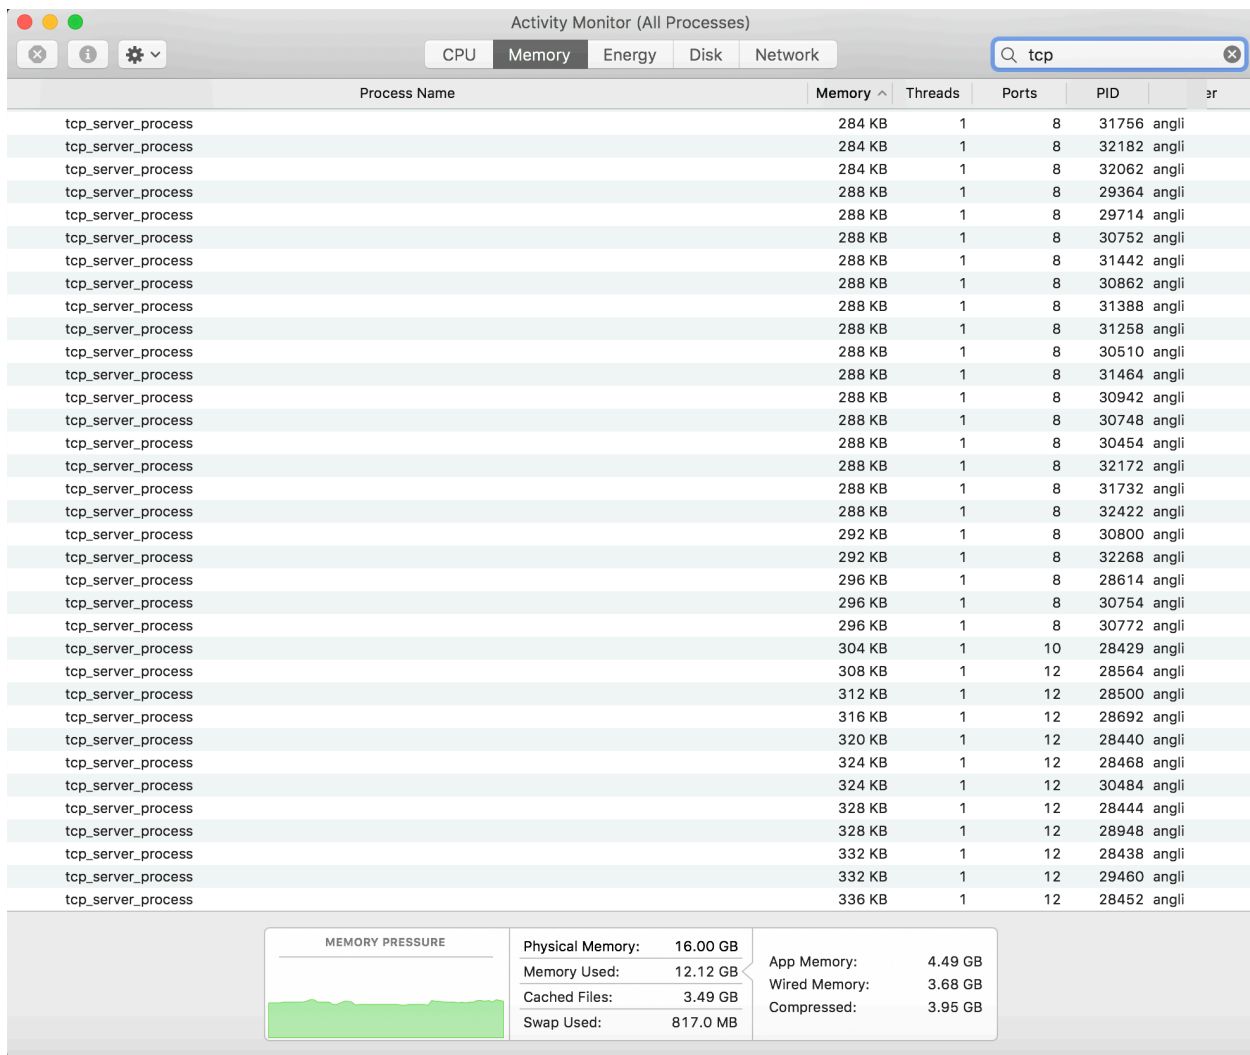 Activity Monitor (All Processes)
CPU Memory Energy Disk Network tcp
Process Name Memory Threads Ports PID er
tcp_server_process 284 KB 1 8 31756 angli
tcp_server_process 284 KB 1 8 32182 angli
tcp_server_process 284 KB 1 8 32062 angli
tcp_server_process 288 KB 1 8 29364 angli
tcp_server_process 288 KB 1 8 29714 angli
tcp_server_process 288 KB 1 8 30752 angli
tcp_server_process 288 KB 1 8 31442 angli
tcp_server_process 288 KB 1 8 30862 angli
tcp_server_process 288 KB 1 8 31388 angli
tcp_server_process 288 KB 1 8 31258 angli
tcp_server_process 288 KB 1 8 30510 angli
tcp_server_process 288 KB 1 8 31464 angli
tcp_server_process 288 KB 1 8 30942 angli
tcp_server_process 288 KB 1 8 30748 angli
tcp_server_process 288 KB 1 8 30454 angli
tcp_server_process 288 KB 1 8 32172 angli
tcp_server_process 288 KB 1 8 31732 angli
tcp_server_process 288 KB 1 8 32422 angli
tcp_server_process 292 KB 1 8 30800 angli
tcp_server_process 292 KB 1 8 32268 angli
tcp_server_process 296 KB 1 8 28614 angli
tcp_server_process 296 KB 1 8 30754 angli
tcp_server_process 296 KB 1 8 30772 angli
tcp_server_process 304 KB 1 10 28429 angli
tcp_server_process 308 KB 1 12 28564 angli
tcp_server_process 312 KB 1 12 28500 angli
tcp_server_process 316 KB 1 12 28692 angli
tcp_server_process 320 KB 1 12 28440 angli
tcp_server_process 324 KB 1 12 28468 angli
tcp_server_process 324 KB 1 12 30484 angli
tcp_server_process 328 KB 1 12 28444 angli
tcp_server_process 328 KB 1 12 28948 angli
tcp_server_process 332 KB 1 12 28438 angli
tcp_server_process 332 KB 1 12 29460 angli
tcp_server_process 336 KB 1 12 28452 angli
MEMORY PRESSURE
Physical Memory: 16.00 GB
Memory Used: 12.12 GB
Cached Files: 3.49 GB
Swap Used: 817.0 MB
App Memory: 4.49 GB
Wired Memory: 3.68 GB
Compressed: 3.95 GB